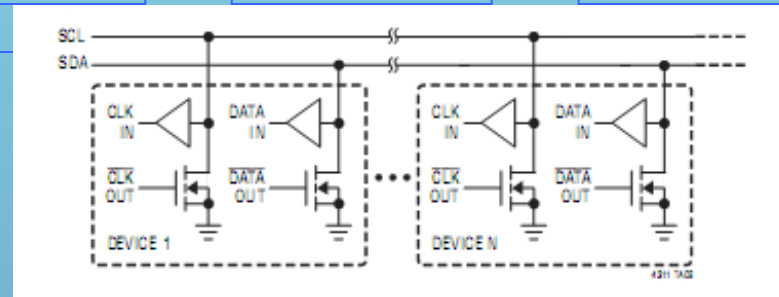 SCL
SDA
CLK IN
DATA IN
CLK IN
DATA IN
CLK OUT
DATA OUT
CLK OUT
DATA OUT
DEVICE 1
DEVICE N